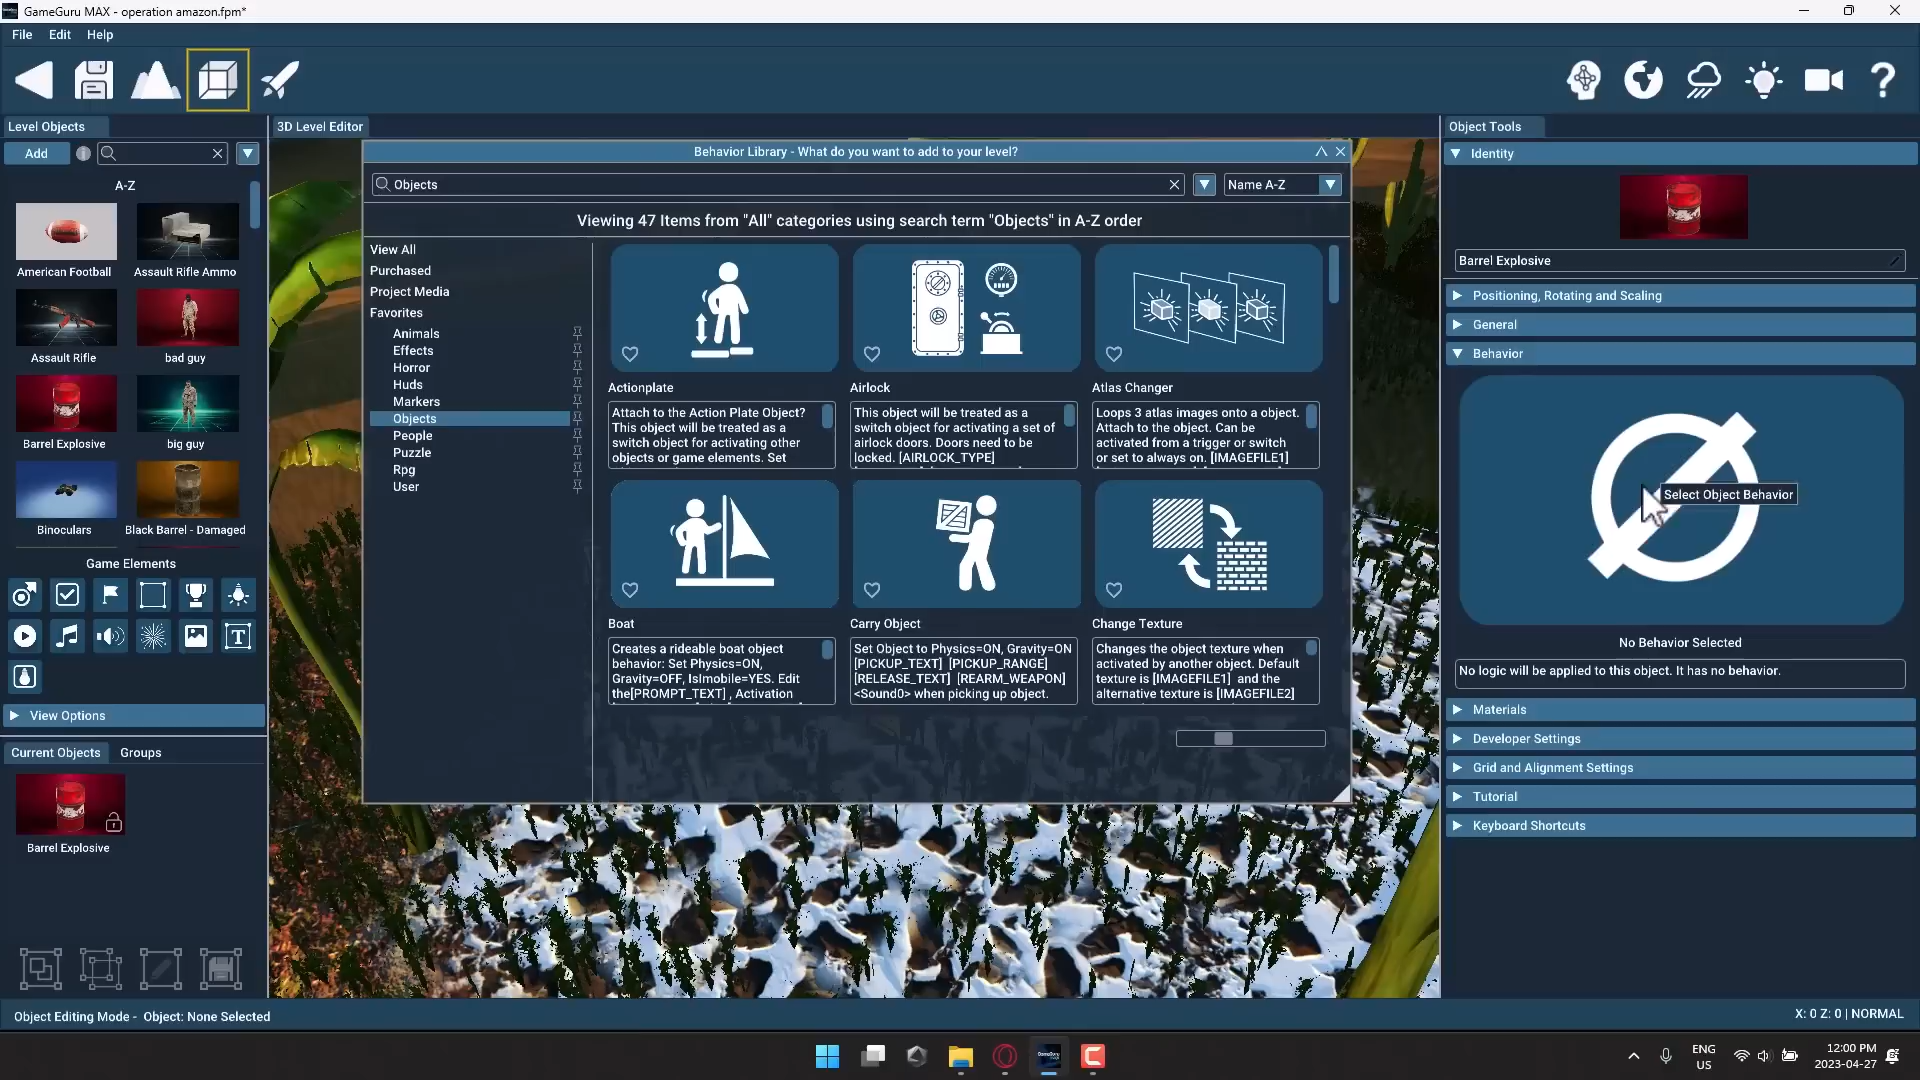 GameGuru MAX - operation amazon.fpm*
File Edit Help
Level Objects
3D Level Editor
Object Tools
Add
A-Z
American Football
Assault Rifle Ammo
Assault Rifle
bad guy
Barrel Explosive
big guy
Binoculars
Black Barrel - Damaged
Game Elements
View Options
Current Objects
Groups
Barrel Explosive
Behavior Library - What do you want to add to your level?
Objects
Name A-Z
Viewing 47 Items from "All" categories using search term "Objects" in A-Z order
View All
Purchased
Project Media
Favorites
Animals
Effects
Horror
Huds
Markers
Objects
People
Puzzle
Rpg
User
Actionplate
Attach to the Action Plate Object?
This object will be treated as a
switch object for activating other
objects or game elements. Set
Airlock
This object will be treated as a
switch object for activating a set of
airlock doors. Doors need to be
locked. [AIRLOCK_TYPE]
Atlas Changer
Loops 3 atlas images onto a object.
Attach to the object. Can be
activated from a trigger or switch
or set to always on. [IMAGEFILE1]
Boat
Creates a rideable boat object
behavior: Set Physics=ON,
Gravity=OFF, IsImobile=YES. Edit
the[PROMPT_TEXT] , Activation
Carry Object
Set Object to Physics=ON, Gravity=ON
[PICKUP_TEXT] [PICKUP_RANGE]
[RELEASE_TEXT] [REARM_WEAPON]
<Sound0> when picking up object.
Change Texture
Changes the object texture when
activated by another object. Default
texture is [IMAGEFILE1] and the
alternative texture is [IMAGEFILE2]
Identity
Barrel Explosive
Positioning, Rotating and Scaling
General
Behavior
Select Object Behavior
No Behavior Selected
No logic will be applied to this object. It has no behavior.
Materials
Developer Settings
Grid and Alignment Settings
Tutorial
Keyboard Shortcuts
Object Editing Mode - Object: None Selected
X: 0 Z: 0 | NORMAL
ENG
US
12:00 PM
2023-04-27